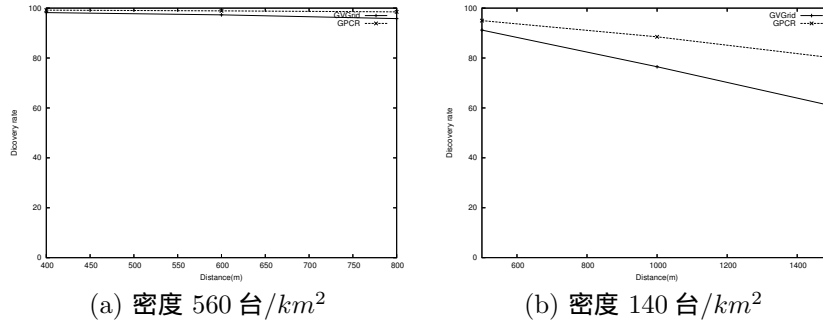 100
80
60
40
20
0
Dicovery rate
GVGrid
GPCR
400 450 500 550 600 650 700 750 800
Distance(m)
(a) 密度 560 台/km²
100
80
60
40
20
0
Discovery rate
GVGrid
GPCR
600 800 1000 1200 1400
Distance(m)
(b) 密度 140 台/km²